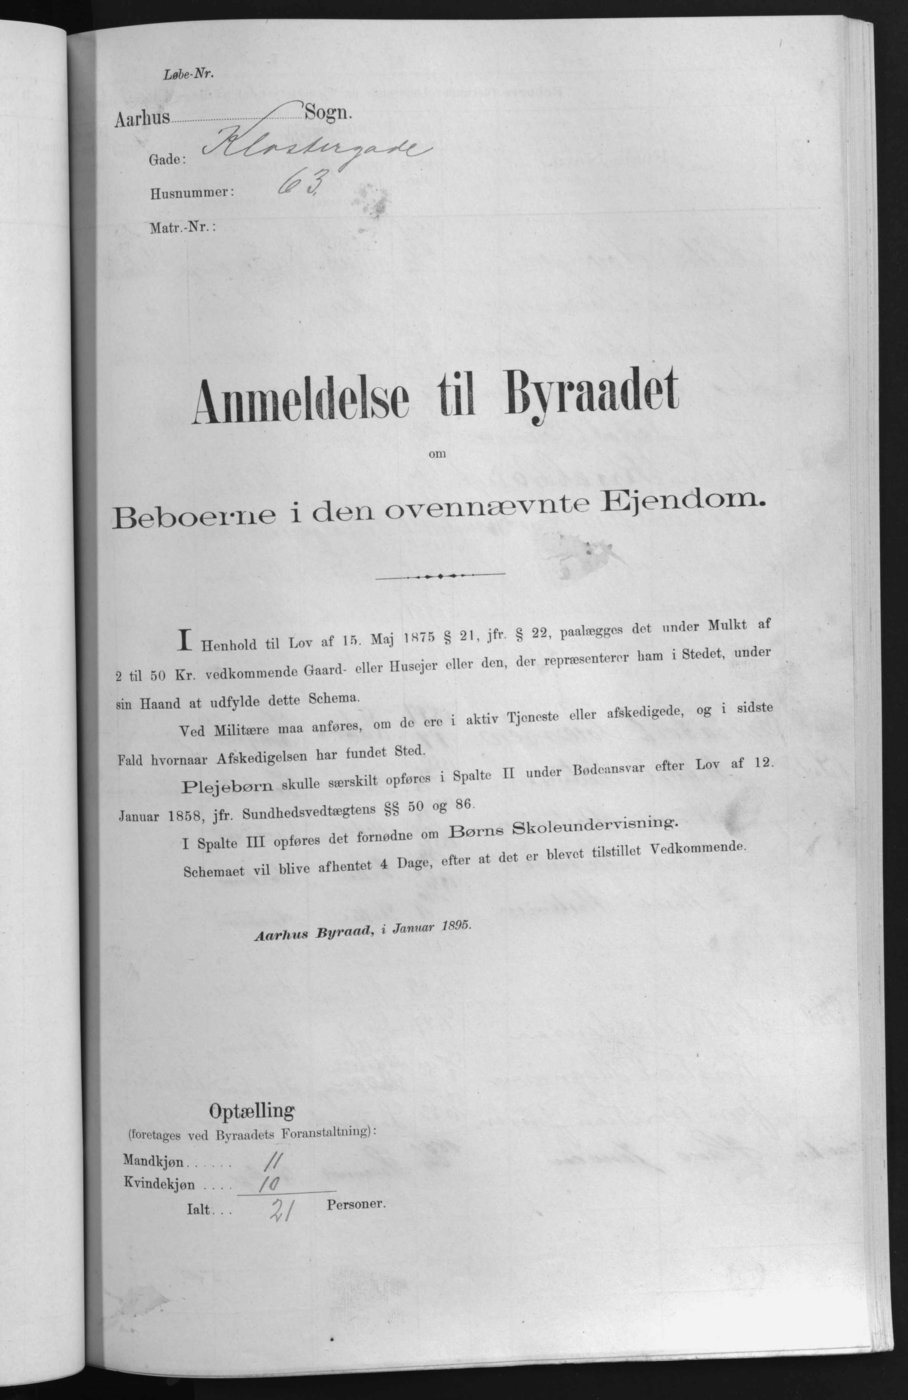 Løbe-Nr.
Aarhus Sogn.
Gade: Klostergade
Husnummer: 63.
Matr.-Nr.:
Anmeldelse til Byraadet
om
Beboerne i den ovennævnte Ejendom.
I Henhold til Lov af 15. Maj 1875 § 21, jfr. § 22, paalægges det under Mulkt af
2 til 50 Kr. vedkommende Gaard- eller Husejer eller den, der repræsenterer ham i Stedet, under
sin Haand at udfylde dette Schema.
Ved Militære maa anføres, om de ere i aktiv Tjeneste eller afskedigede, og i sidste
Fald hvornaar Afskedigelsen har fundet Sted.
Plejebørn skulle særskilt opføres i Spalte II under Bødeansvar efter Lov af 12.
Januar 1858, jfr. Sundhedsvedtægtens §§ 50 og 86.
I Spalte III opføres det fornødne om Børns Skoleundervisning.
Schemaet vil blive afhentet 4 Dage, efter at det er blevet tilstillet Vedkommende.
Aarhus Byraad, i Januar 1895.
Optælling
(foretages ved Byraadets Foranstaltning):
Mandkjøn...... 11
Kvindekjøn .... 10
Ialt... 21 Personer.